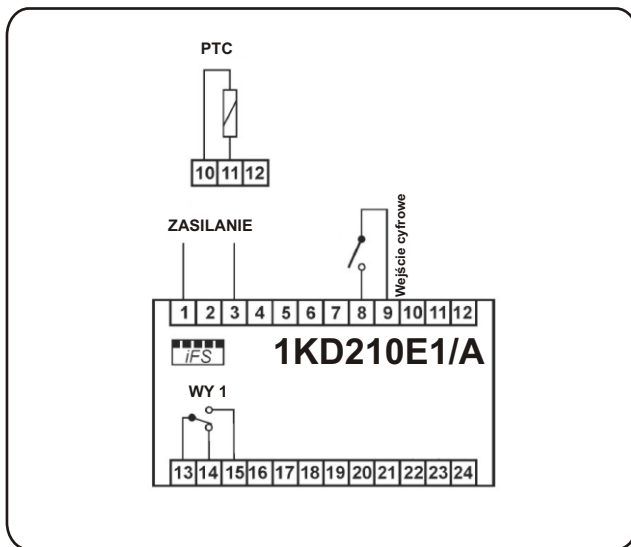 PTC
10 11 12
ZASILANIE
Wejście cyfrowe
1 2 3 4 5 6 7 8 9 10 11 12
iFS
1KD210E1/A
WY 1
13 14 15 16 17 18 19 20 21 22 23 24